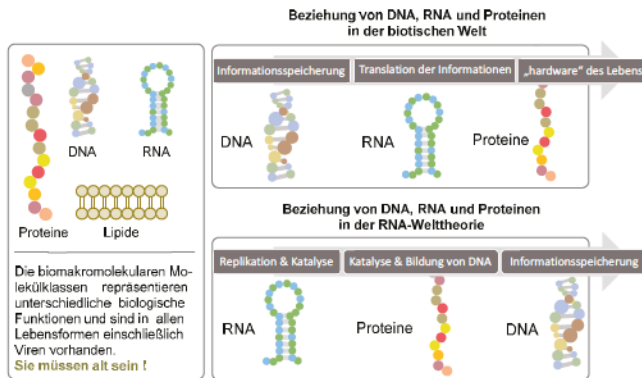 DNA
RNA
Proteine
Lipide
Die biomakromolekularen Mo-
lekülklassen repräsentieren
unterschiedliche biologische
Funktionen und sind in allen
Lebensformen einschließlich
Viren vorhanden.
Sie müssen alt sein !
Beziehung von DNA, RNA und Proteinen
in der biotischen Welt
Informationsspeicherung
Translation der Informationen
„hardware“ des Lebens
DNA
RNA
Proteine
Beziehung von DNA, RNA und Proteinen
in der RNA-Welttheorie
Replikation & Katalyse
Katalyse & Bildung von DNA
Informationsspeicherung
RNA
Proteine
DNA